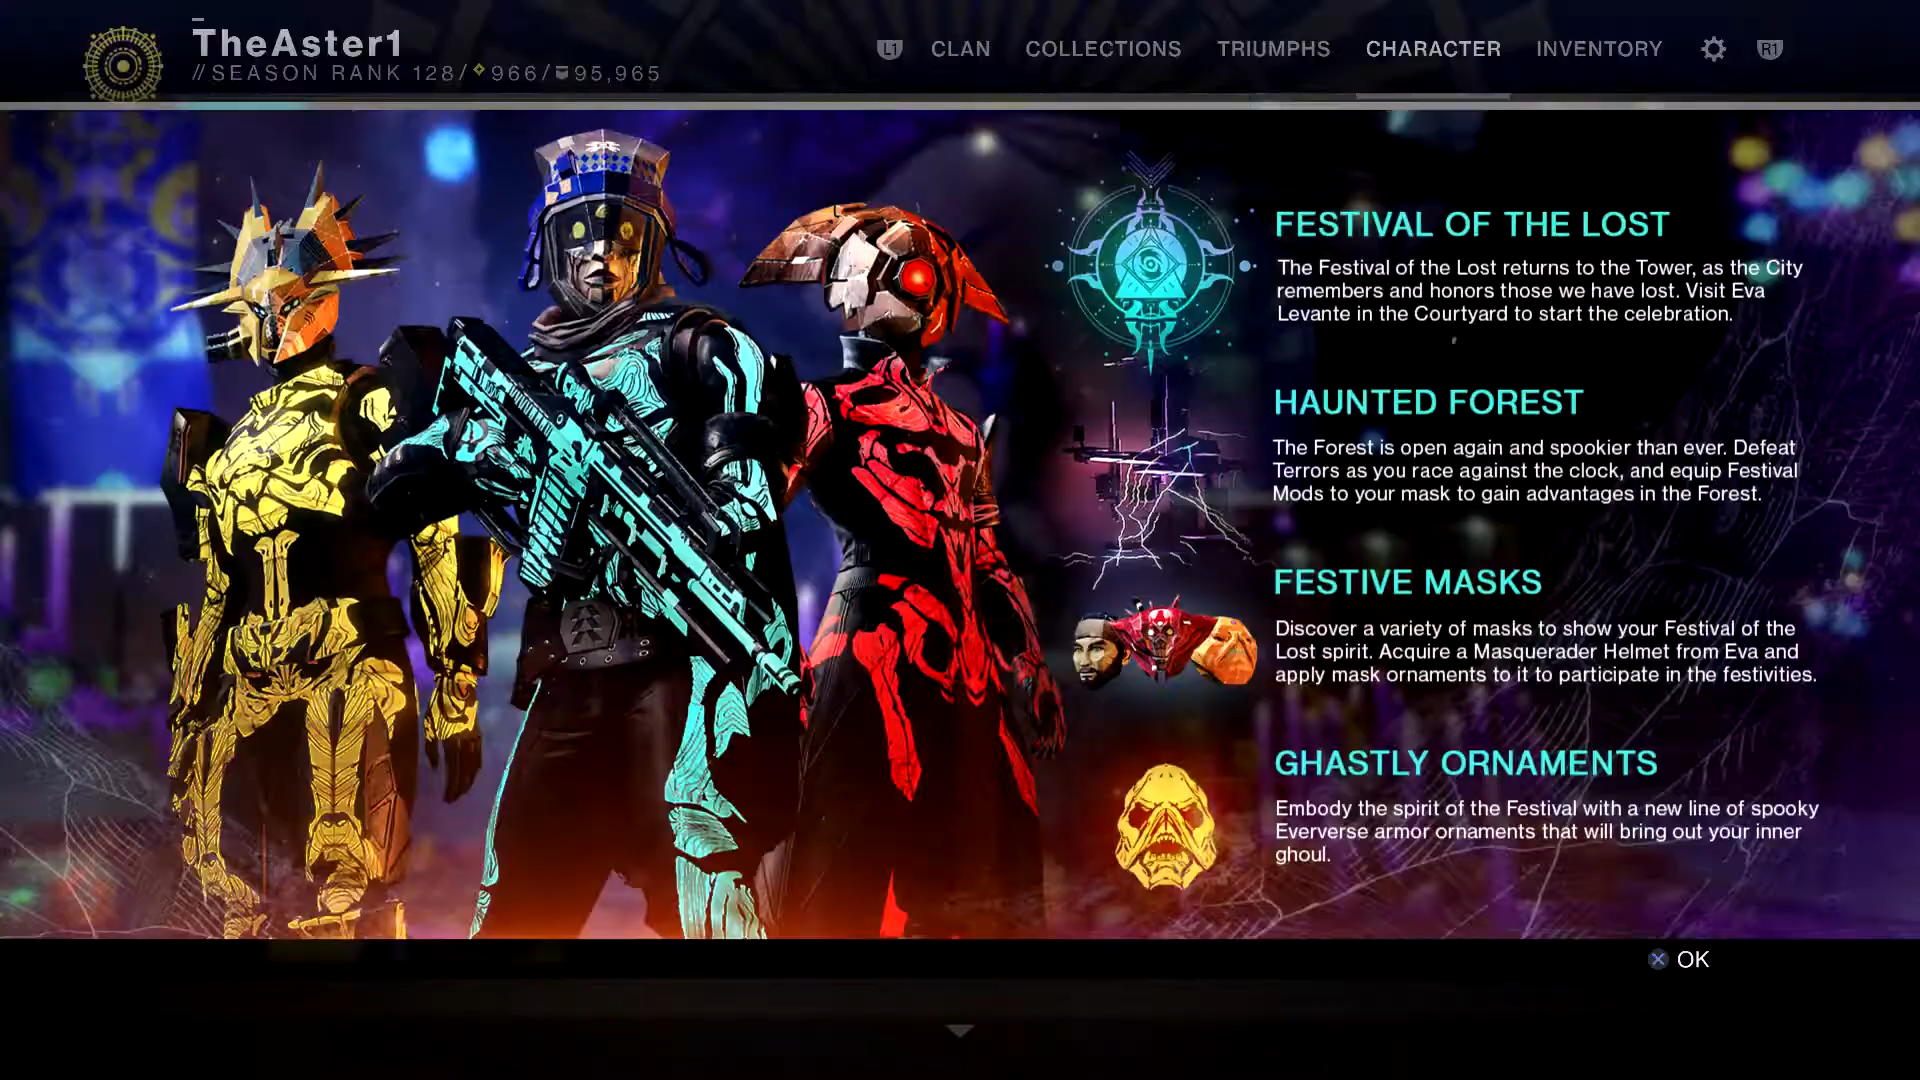 TheAster1
//SEASON RANK 128/966/95,965
L1 CLAN COLLECTIONS TRIUMPHS CHARACTER INVENTORY R1
FESTIVAL OF THE LOST
The Festival of the Lost returns to the Tower, as the City
remembers and honors those we have lost. Visit Eva
Levante in the Courtyard to start the celebration.
HAUNTED FOREST
The Forest is open again and spookier than ever. Defeat
Terrors as you race against the clock, and equip Festival
Mods to your mask to gain advantages in the Forest.
FESTIVE MASKS
Discover a variety of masks to show your Festival of the
Lost spirit. Acquire a Masquerader Helmet from Eva and
apply mask ornaments to it to participate in the festivities.
GHASTLY ORNAMENTS
Embody the spirit of the Festival with a new line of spooky
Eververse armor ornaments that will bring out your inner
ghoul.
OK